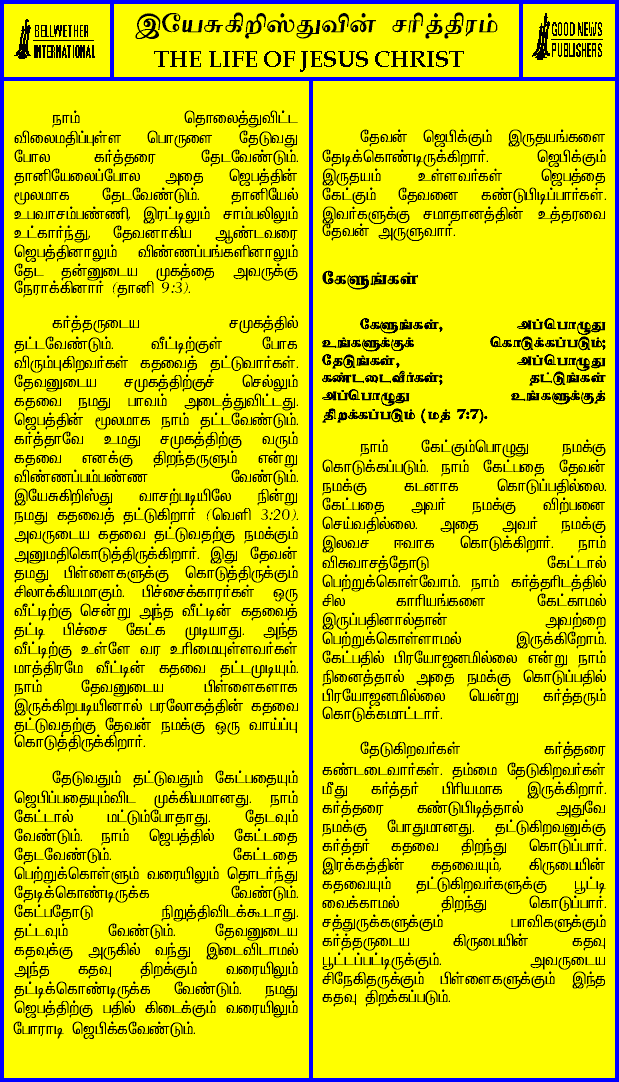 BELLWETHER
INTERNATIONAL
இயேசுகிறிஸ்துவின் சரித்திரம்
THE LIFE OF JESUS CHRIST
GOOD NEWS
PUBLISHERS
நாம் தொலைத்துவிட்ட
விலைமதிப்புள்ள பொருளை தேடுவது
போல கர்த்தரை தேடவேண்டும்.
தானியேலைப்போல அதை ஜெபத்தின்
மூலமாக தேடவேண்டும். தானியேல்
உபவாசம்பண்ணி, இரட்டிலும் சாம்பலிலும்
உட்கார்ந்து, தேவனாகிய ஆண்டவரை
ஜெபத்தினாலும் விண்ணப்பங்களினாலும்
தேட தன்னுடைய முகத்தை அவருக்கு
நேராக்கினார் (தானி 9:3).
கர்த்தருடைய சமுகத்தில்
தட்டவேண்டும். வீட்டிற்குள் போக
விரும்புகிறவர்கள் கதவைத் தட்டுவார்கள்.
தேவனுடைய சமுகத்திற்குச் செல்லும்
கதவை நமது பாவம் அடைத்துவிட்டது.
ஜெபத்தின் மூலமாக நாம் தட்டவேண்டும்.
கர்த்தாவே உமது சமுகத்திற்கு வரும்
கதவை எனக்கு திறந்தருளும் என்று
விண்ணப்பம்பண்ண வேண்டும்.
இயேசுகிறிஸ்து வாசற்படியிலே நின்று
நமது கதவைத் தட்டுகிறார் (வெளி 3:20).
அவருடைய கதவை தட்டுவதற்கு நமக்கும்
அனுமதிகொடுத்திருக்கிறார். இது தேவன்
தமது பிள்ளைகளுக்கு கொடுத்திருக்கும்
சிலாக்கியமாகும். பிச்சைக்காரர்கள் ஒரு
வீட்டிற்கு சென்று அந்த வீட்டின் கதவைத்
தட்டி பிச்சை கேட்க முடியாது. அந்த
வீட்டிற்கு உள்ளே வர உரிமையுள்ளவர்கள்
மாத்திரமே வீட்டின் கதவை தட்டமுடியும்.
நாம் தேவனுடைய பிள்ளைகளாக
இருக்கிறபடியினால் பரலோகத்தின் கதவை
தட்டுவதற்கு தேவன் நமக்கு ஒரு வாய்ப்பு
கொடுத்திருக்கிறார்.
தேடுவதும் தட்டுவதும் கேட்பதையும்
ஜெபிப்பதையும்விட முக்கியமானது. நாம்
கேட்டால் மட்டும்போதாது. தேடவும்
வேண்டும். நாம் ஜெபத்தில் கேட்டதை
தேடவேண்டும். கேட்டதை
பெற்றுக்கொள்ளும் வரையிலும் தொடர்ந்து
தேடிக்கொண்டிருக்க வேண்டும்.
கேட்பதோடு நிறுத்திவிடக்கூடாது.
தட்டவும் வேண்டும். தேவனுடைய
கதவுக்கு அருகில் வந்து இடைவிடாமல்
அந்த கதவு திறக்கும் வரையிலும்
தட்டிக்கொண்டிருக்க வேண்டும். நமது
ஜெபத்திற்கு பதில் கிடைக்கும் வரையிலும்
போராடி ஜெபிக்கவேண்டும்.
தேவன் ஜெபிக்கும் இருதயங்களை
தேடிக்கொண்டிருக்கிறார். ஜெபிக்கும்
இருதயம் உள்ளவர்கள் ஜெபத்தை
கேட்கும் தேவனை கண்டுபிடிப்பார்கள்.
இவர்களுக்கு சமாதானத்தின் உத்தரவை
தேவன் அருளுவார்.
கேளுங்கள்
கேளுங்கள், அப்பொழுது
உங்களுக்குக் கொடுக்கப்படும்;
தேடுங்கள், அப்பொழுது
கண்டடைவீர்கள்; தட்டுங்கள்
அப்பொழுது உங்களுக்குத்
திறக்கப்படும் (மத் 7:7).
நாம் கேட்கும்பொழுது நமக்கு
கொடுக்கப்படும். நாம் கேட்பதை தேவன்
நமக்கு கடனாக கொடுப்பதில்லை.
கேட்பதை அவர் நமக்கு விற்பனை
செய்வதில்லை. அதை அவர் நமக்கு
இலவச ஈவாக கொடுக்கிறார். நாம்
விசுவாசத்தோடு கேட்டால்
பெற்றுக்கொள்வோம். நாம் கர்த்தரிடத்தில்
சில காரியங்களை கேட்காமல்
இருப்பதினால்தான் அவற்றை
பெற்றுக்கொள்ளாமல் இருக்கிறோம்.
கேட்பதில் பிரயோஜனமில்லை என்று நாம்
நினைத்தால் அதை நமக்கு கொடுப்பதில்
பிரயோஜனமில்லை யென்று கர்த்தரும்
கொடுக்கமாட்டார்.
தேடுகிறவர்கள் கர்த்தரை
கண்டடைவார்கள். தம்மை தேடுகிறவர்கள்
மீது கர்த்தர் பிரியமாக இருக்கிறார்.
கர்த்தரை கண்டுபிடித்தால் அதுவே
நமக்கு போதுமானது. தட்டுகிறவனுக்கு
கர்த்தர் கதவை திறந்து கொடுப்பார்.
இரக்கத்தின் கதவையும், கிருபையின்
கதவையும் தட்டுகிறவர்களுக்கு பூட்டி
வைக்காமல் திறந்து கொடுப்பார்.
சத்துருக்களுக்கும் பாவிகளுக்கும்
கர்த்தருடைய கிருபையின் கதவு
பூட்டப்பட்டிருக்கும். அவருடைய
சிநேகிதருக்கும் பிள்ளைகளுக்கும் இந்த
கதவு திறக்கப்படும்.